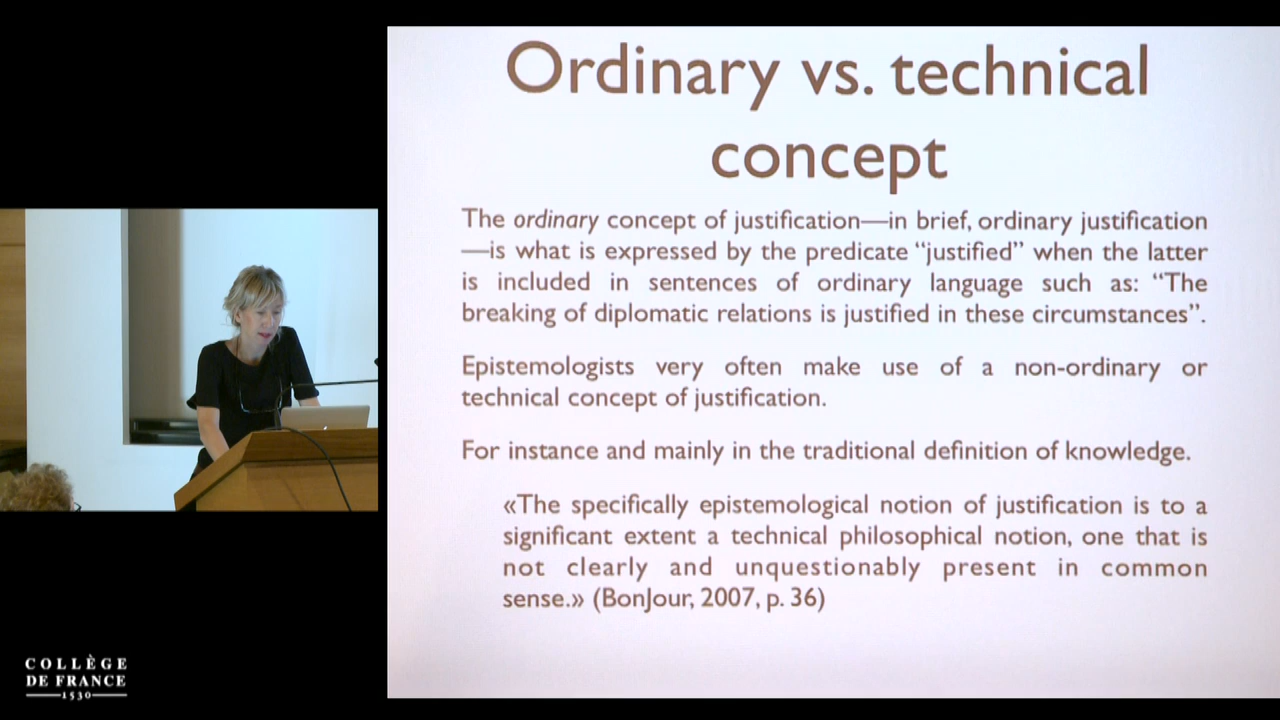 Ordinary vs. technical
concept
The ordinary concept of justification—in brief, ordinary justification
—is what is expressed by the predicate “justified” when the latter
is included in sentences of ordinary language such as: “The
breaking of diplomatic relations is justified in these circumstances”.
Epistemologists very often make use of a non-ordinary or
technical concept of justification.
For instance and mainly in the traditional definition of knowledge.
«The specifically epistemological notion of justification is to a
significant extent a technical philosophical notion, one that is
not clearly and unquestionably present in common
sense.» (BonJour, 2007, p. 36)
COLLÈGE
DE FRANCE
1530